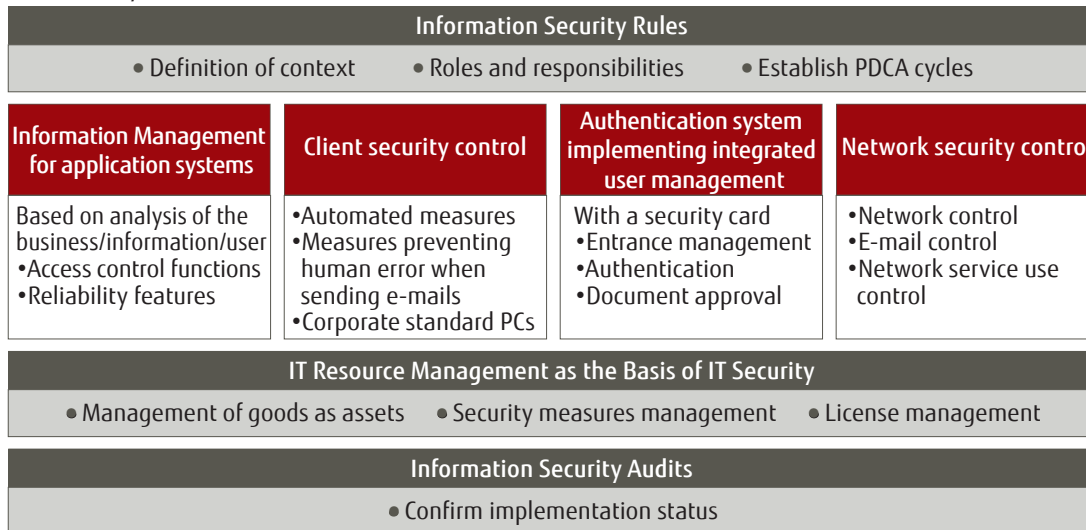 Information Security Rules
• Definition of context • Roles and responsibilities • Establish PDCA cycles
Information Management
for application systems
Client security control
Authentication system
implementing integrated
user management
Network security contro
Based on analysis of the
business/information/user
•Access control functions
•Reliability features
•Automated measures
•Measures preventing
human error when
sending e-mails
•Corporate standard PCs
With a security card
•Entrance management
•Authentication
•Document approval
•Network control
•E-mail control
•Network service use
control
IT Resource Management as the Basis of IT Security
• Management of goods as assets • Security measures management • License management
Information Security Audits
• Confirm implementation status